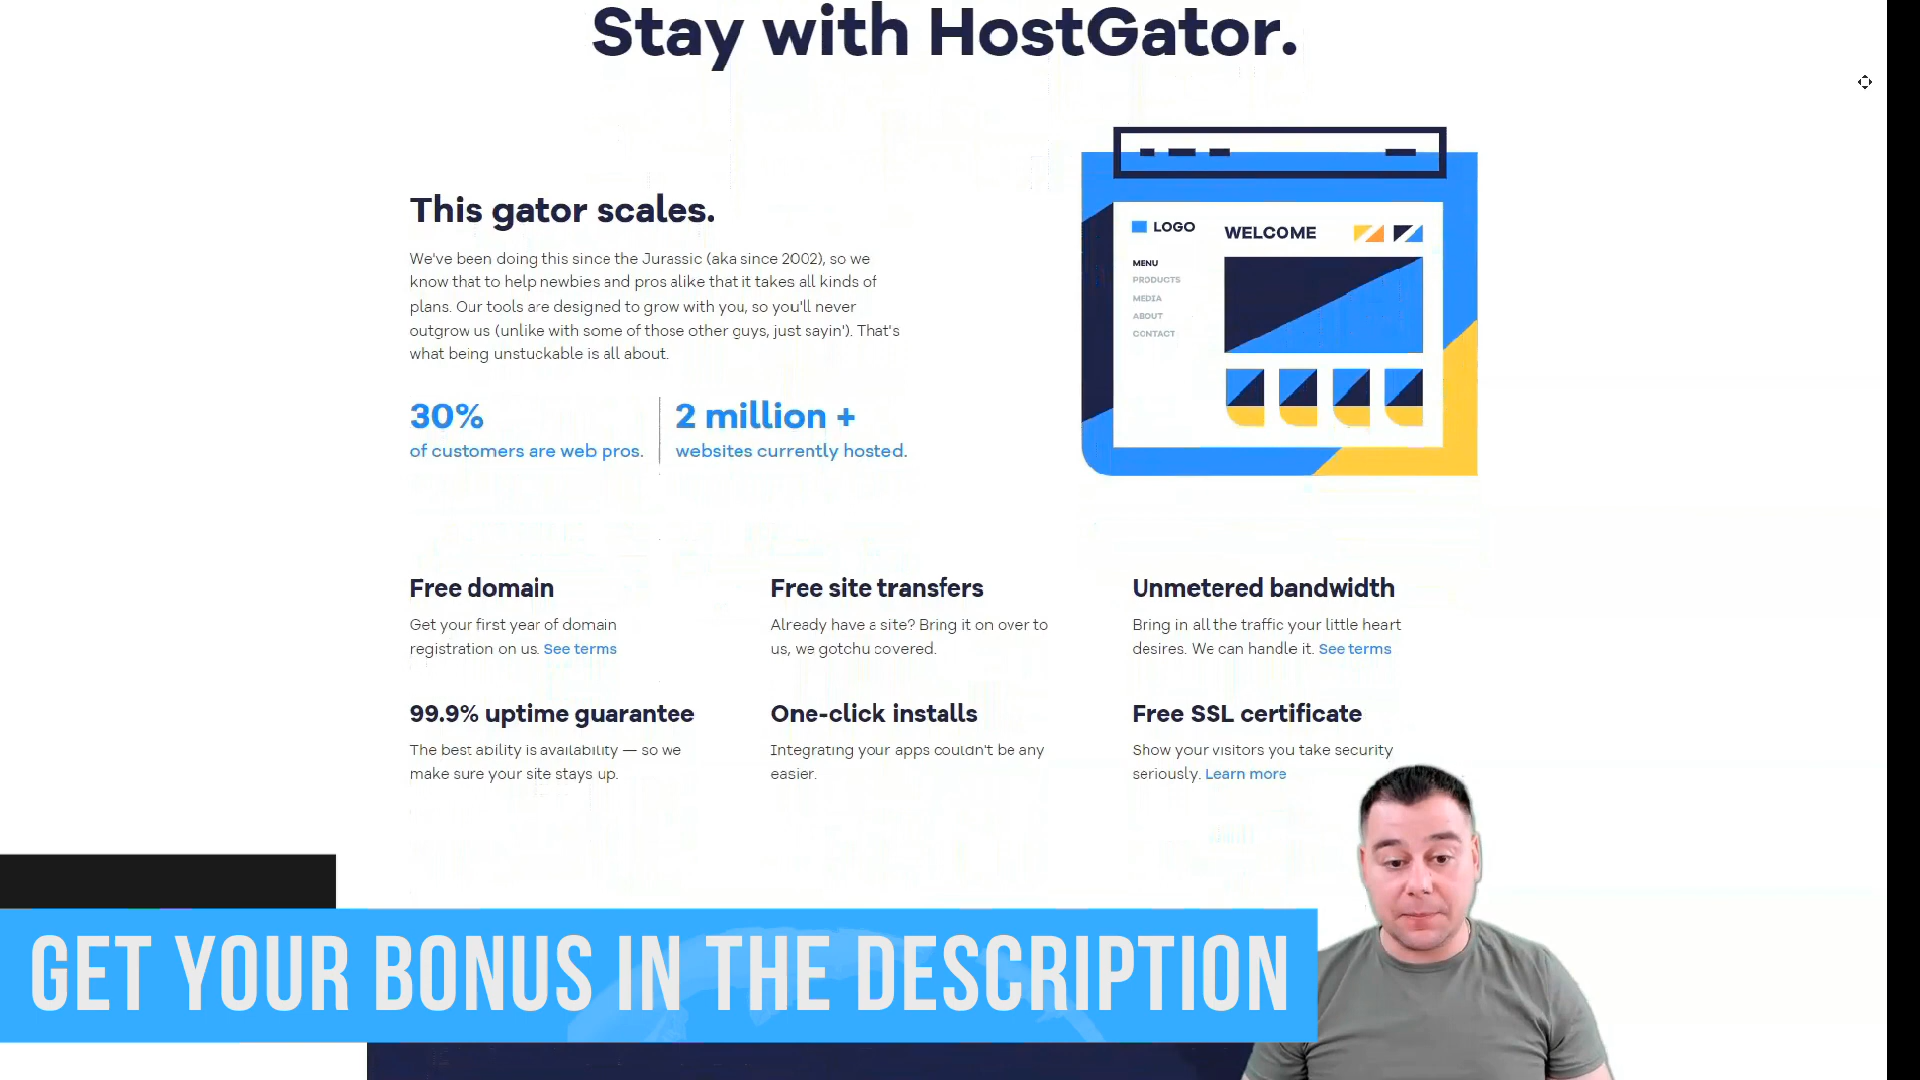 Stay with HostGator.
This gator scales.
We've been doing this since the Jurassic (aka since 2002), so we
know that to help newbies and pros alike that it takes all kinds of
plans. Our tools are designed to grow with you, so you'll never
outgrow us (unlike with some of those other guys, just sayin'). That's
what being unstuckable is all about.
30%
of customers are web pros.
2 million +
websites currently hosted.
LOGO
WELCOME
MENU
PRODUCTS
MEDIA
ABOUT
CONTACT
Free domain
Get your first year of domain
registration on us. See terms
Free site transfers
Already have a site? Bring it on over to
us, we gotchu covered.
Unmetered bandwidth
Bring in all the traffic your little heart
desires. We can handle it. See terms
99.9% uptime guarantee
The best ability is availability — so we
make sure your site stays up.
One-click installs
Integrating your apps couldn't be any
easier.
Free SSL certificate
Show your visitors you take security
seriously. Learn more
GET YOUR BONUS IN THE DESCRIPTION